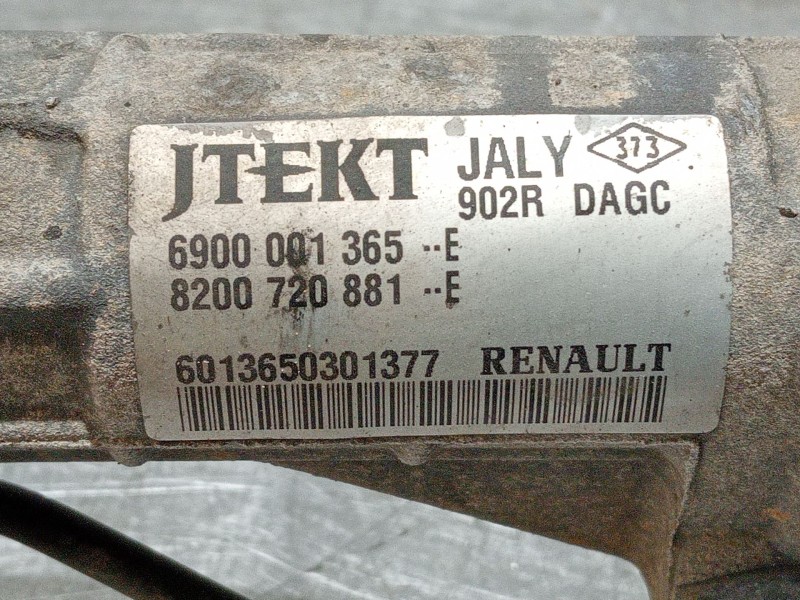 JTEKT JALY 373
902R DAGC
6900 001 365 ··E
8200 720 881 ··E
6013650301377 RENAULT